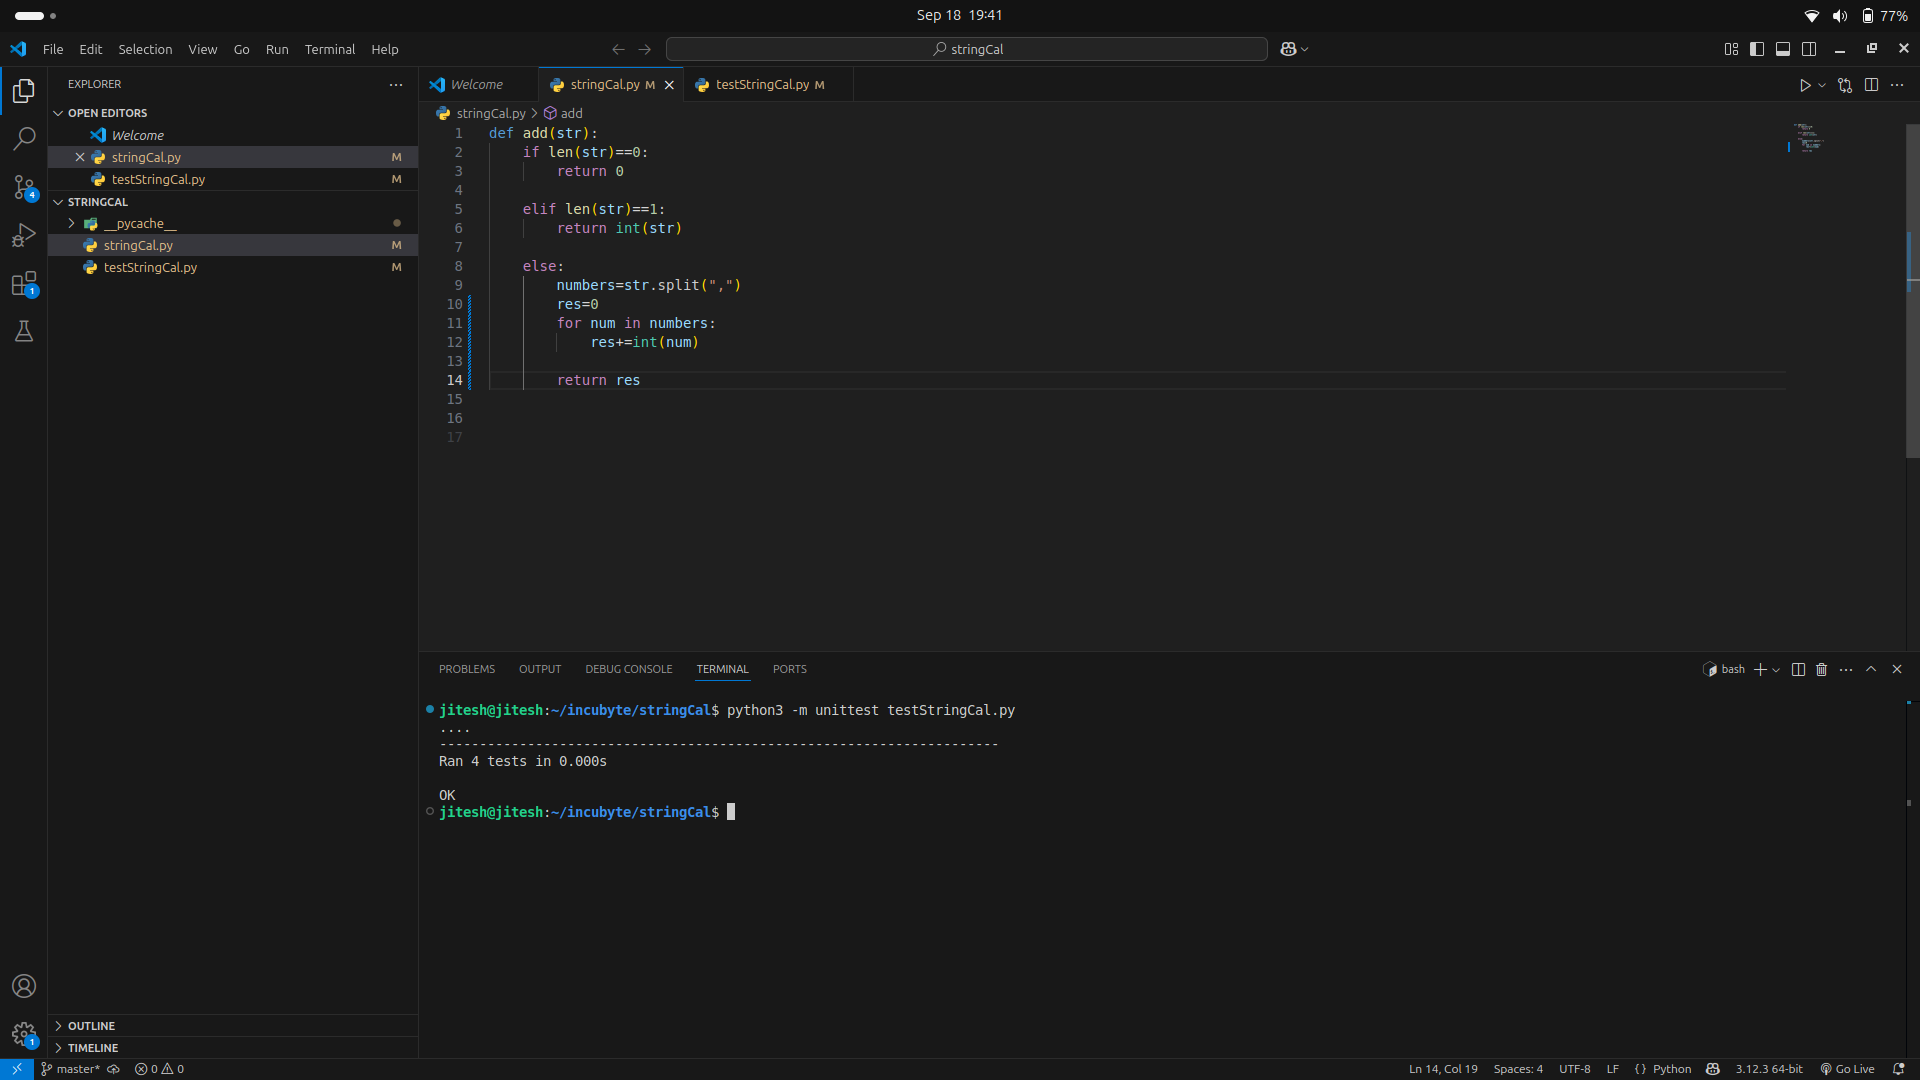 Sep 18 19:41
77%
File Edit Selection View Go Run Terminal Help
stringCal
EXPLORER
OPEN EDITORS
Welcome
stringCal.py M
testStringCal.py M
STRINGCAL
__pycache__
stringCal.py M
testStringCal.py M
OUTLINE
TIMELINE
4
1
1
Welcome stringCal.py M testStringCal.py M
stringCal.py > add
1 def add(str):
2 if len(str)==0:
3 return 0
4
5 elif len(str)==1:
6 return int(str)
7
8 else:
9 numbers=str.split(",")
10 res=0
11 for num in numbers:
12 res+=int(num)
13
14 return res
15
16
17
PROBLEMS OUTPUT DEBUG CONSOLE TERMINAL PORTS
bash
jitesh@jitesh:~/incubyte/stringCal$ python3 -m unittest testStringCal.py
....
----------------------------------------------------------------------
Ran 4 tests in 0.000s
OK
jitesh@jitesh:~/incubyte/stringCal$
master* 0 0
Ln 14, Col 19 Spaces: 4 UTF-8 LF {} Python 3.12.3 64-bit Go Live